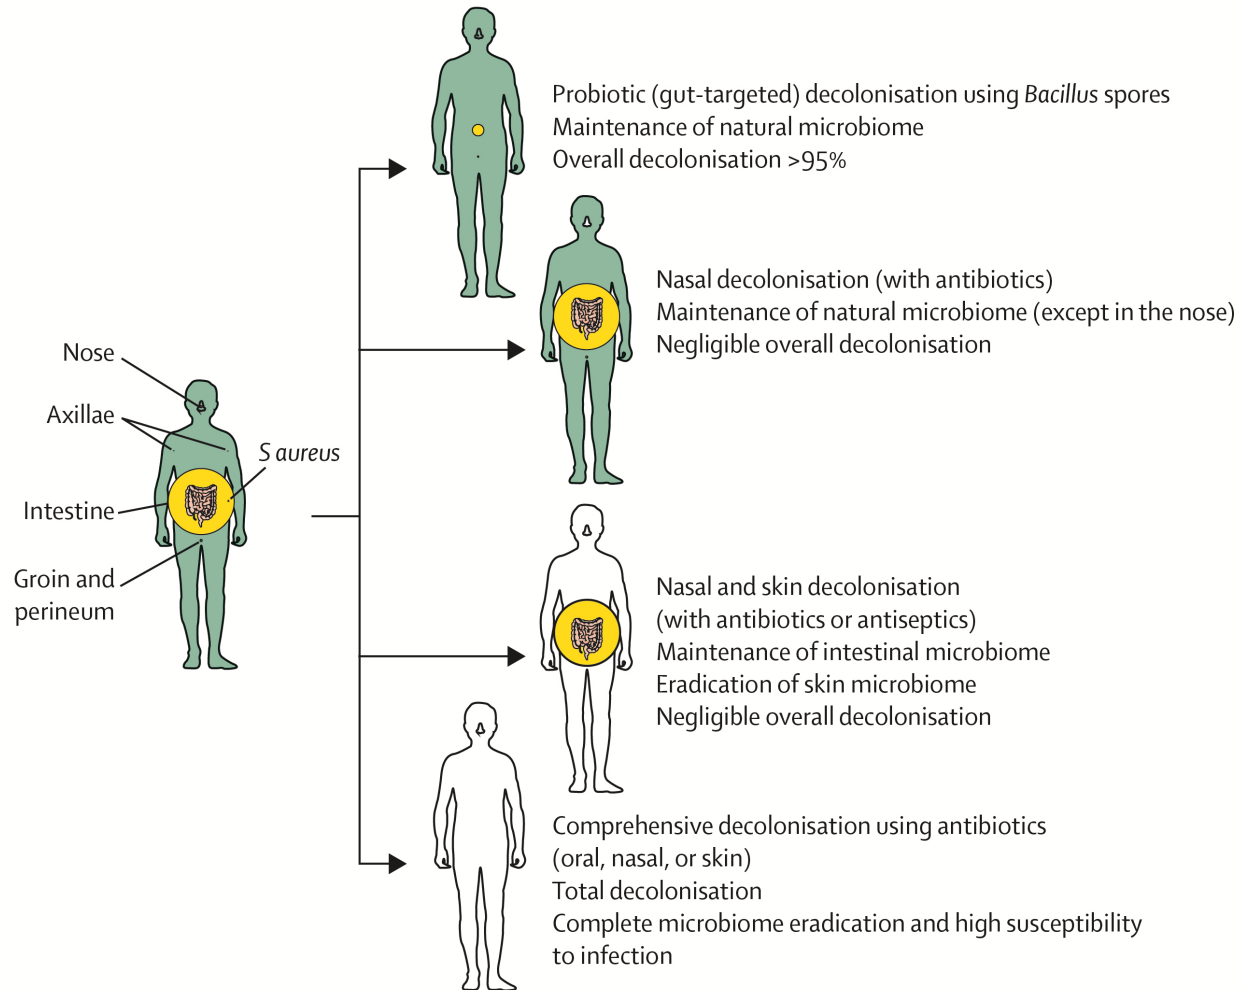 Probiotic (gut-targeted) decolonisation using Bacillus spores
Maintenance of natural microbiome
Overall decolonisation >95%
Nasal decolonisation (with antibiotics)
Maintenance of natural microbiome (except in the nose)
Negligible overall decolonisation
Nose
Axillae
S aureus
Intestine
Groin and
perineum
Nasal and skin decolonisation
(with antibiotics or antiseptics)
Maintenance of intestinal microbiome
Eradication of skin microbiome
Negligible overall decolonisation
Comprehensive decolonisation using antibiotics
(oral, nasal, or skin)
Total decolonisation
Complete microbiome eradication and high susceptibility
to infection